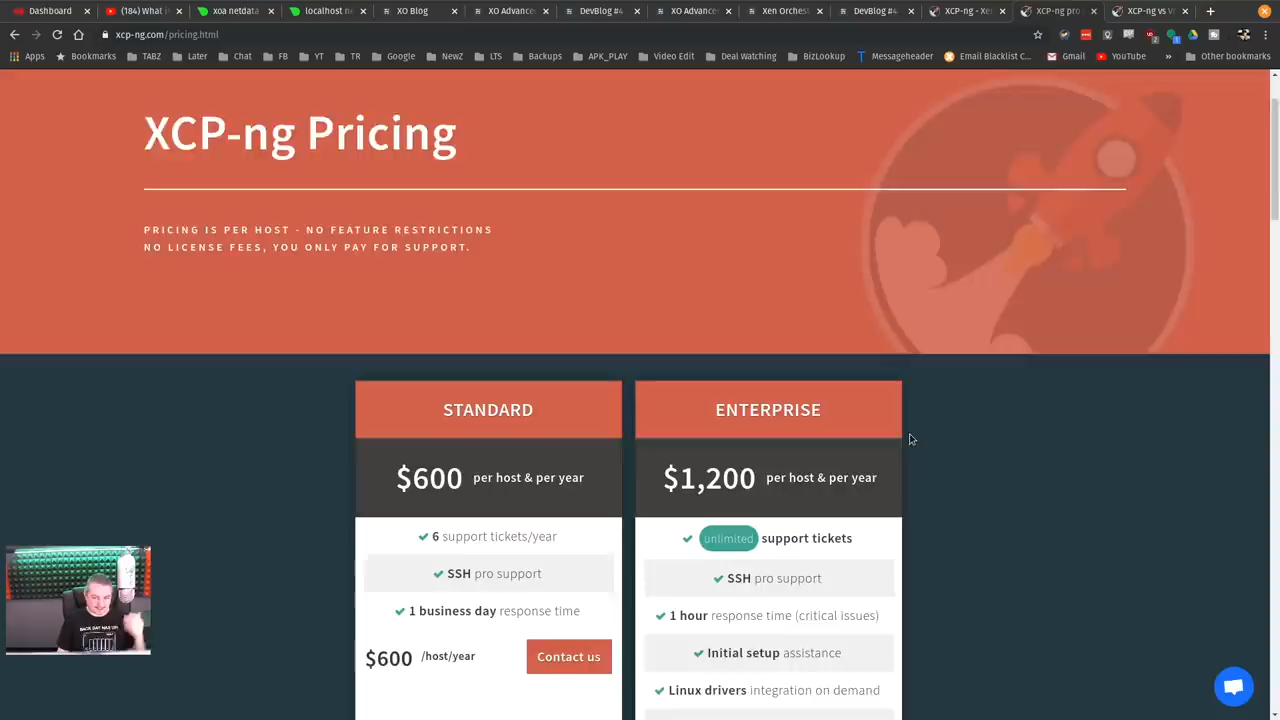 Dashboard
(184) What i
xoa netdata
localhost ne
XO Blog
XO Advance
DevBlog #4
XO Advance
Xen Orchest
DevBlog #4
XCP-ng - Xe
XCP-ng pro
XCP-ng vs V
xcp-ng.com/pricing.html
Apps
Bookmarks
TABZ
Later
Chat
FB
YT
TR
Google
NewZ
LTS
Backups
APK_PLAY
Video Edit
Deal Watching
BizLookup
Messageheader
Email Blacklist C...
Gmail
YouTube
»
Other bookmarks
XCP-ng Pricing
PRICING IS PER HOST - NO FEATURE RESTRICTIONS
NO LICENSE FEES, YOU ONLY PAY FOR SUPPORT.
STANDARD
$600 per host & per year
6 support tickets/year
SSH pro support
1 business day response time
$600 /host/year
Contact us
ENTERPRISE
$1,200 per host & per year
unlimited support tickets
SSH pro support
1 hour response time (critical issues)
Initial setup assistance
Linux drivers integration on demand